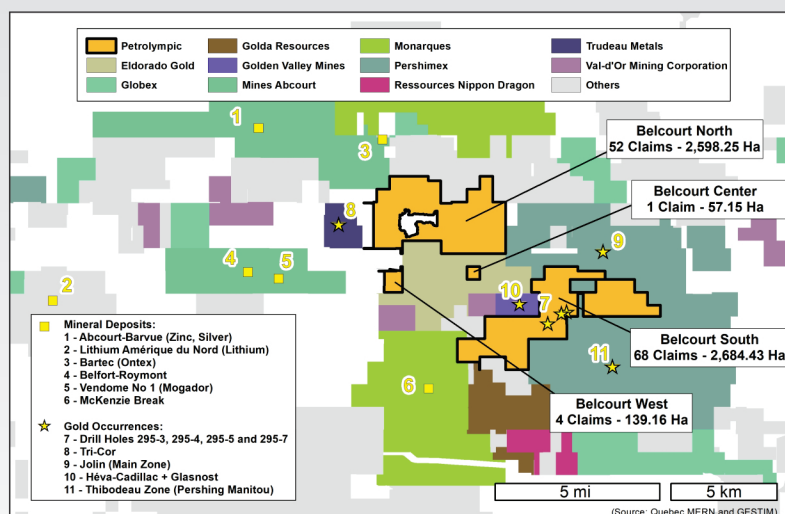 Petrolympic
Golda Resources
Monarques
Trudeau Metals
Eldorado Gold
Golden Valley Mines
Pershimex
Val-d'Or Mining Corporation
Globex
Mines Abcourt
Ressources Nippon Dragon
Others
1
3
Belcourt North
52 Claims - 2,598.25 Ha
Belcourt Center
1 Claim - 57.15 Ha
8
9
4
5
2
10
7
Belcourt South
68 Claims - 2,684.43 Ha
11
6
Belcourt West
4 Claims - 139.16 Ha
Mineral Deposits:
1 - Abcourt-Barvue (Zinc, Silver)
2 - Lithium Amérique du Nord (Lithium)
3 - Bartec (Ontex)
4 - Belfort-Roymont
5 - Vendome No 1 (Mogador)
6 - McKenzie Break
Gold Occurrences:
7 - Drill Holes 295-3, 295-4, 295-5 and 295-7
8 - Tri-Cor
9 - Jolin (Main Zone)
10 - Héva-Cadillac + Glasnost
11 - Thibodeau Zone (Pershing Manitou)
5 mi
5 km
(Source: Quebec MERN and GESTIM)